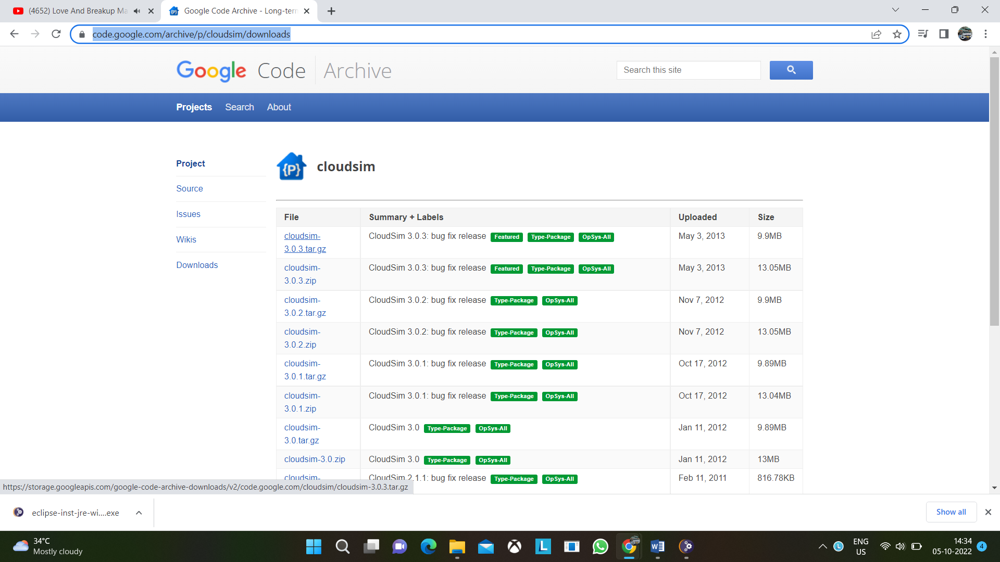 (4652) Love And Breakup Ma
Google Code Archive - Long-term
code.google.com/archive/p/cloudsim/downloads
Google Code Archive
Search this site
Projects Search About
Project
Source
Issues
Wikis
Downloads
{P}
cloudsim
File Summary + Labels Uploaded Size
cloudsim- CloudSim 3.0.3: bug fix release Featured Type-Package OpSys-All May 3, 2013 9.9MB
3.0.3.tar.gz
cloudsim- CloudSim 3.0.3: bug fix release Featured Type-Package OpSys-All May 3, 2013 13.05MB
3.0.3.zip
cloudsim- CloudSim 3.0.2: bug fix release Type-Package OpSys-All Nov 7, 2012 9.9MB
3.0.2.tar.gz
cloudsim- CloudSim 3.0.2: bug fix release Type-Package OpSys-All Nov 7, 2012 13.05MB
3.0.2.zip
cloudsim- CloudSim 3.0.1: bug fix release Type-Package OpSys-All Oct 17, 2012 9.89MB
3.0.1.tar.gz
cloudsim- CloudSim 3.0.1: bug fix release Type-Package OpSys-All Oct 17, 2012 13.04MB
3.0.1.zip
cloudsim- CloudSim 3.0 Type-Package OpSys-All Jan 11, 2012 9.89MB
3.0.tar.gz
cloudsim-3.0.zip CloudSim 3.0 Type-Package OpSys-All Jan 11, 2012 13MB
cloudsim- CloudSim 2.1.1: bug fix release Type-Package OpSys-All Feb 11, 2011 816.78KB
https://storage.googleapis.com/google-code-archive-downloads/v2/code.google.com/cloudsim/cloudsim-3.0.3.tar.gz
eclipse-inst-jre-wi....exe
Show all
34°C
Mostly cloudy
ENG
US
14:34
05-10-2022
4